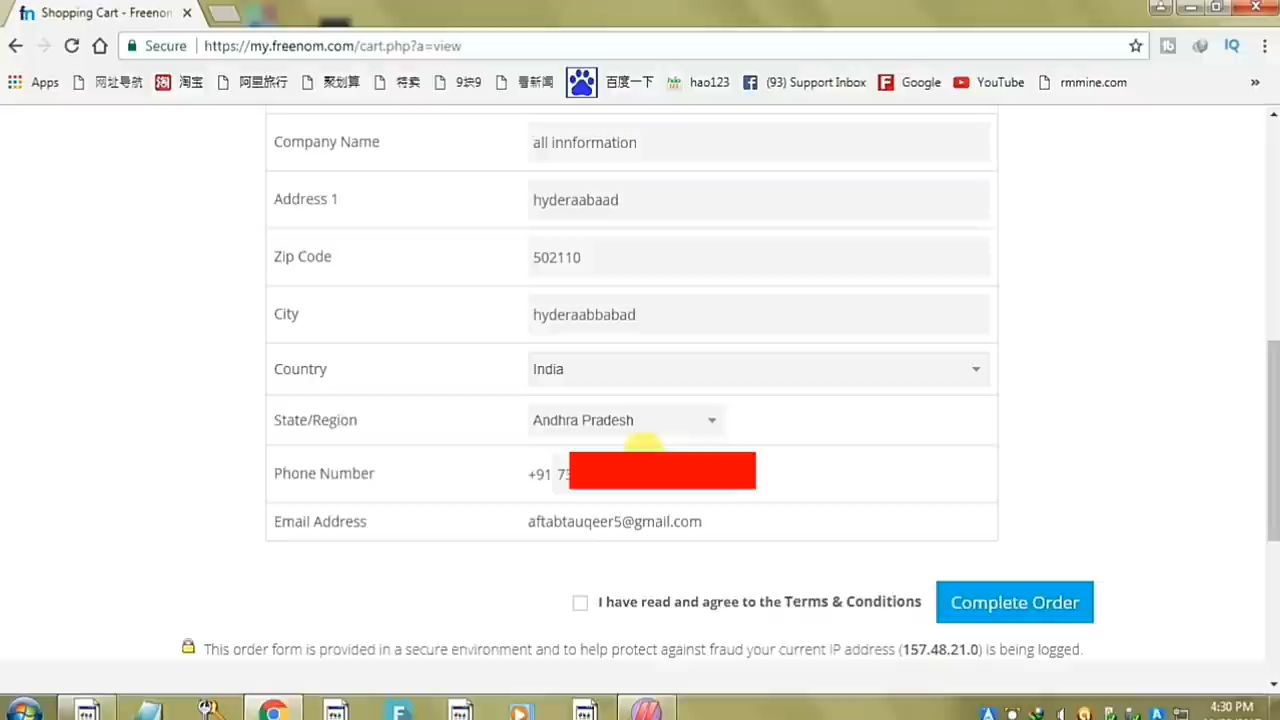 Shopping Cart - Freenom
Secure https://my.freenom.com/cart.php?a=view
Apps 网址导航 淘宝 阿里旅行 聚划算 特卖 9块9 看新闻 百度一下 hao123 (93) Support Inbox Google YouTube rmmine.com »
Company Name all innformation
Address 1 hyderaabaad
Zip Code 502110
City hyderaabbabad
Country India
State/Region Andhra Pradesh
Phone Number +91 73
Email Address aftabtauqeer5@gmail.com
I have read and agree to the Terms & Conditions Complete Order
This order form is provided in a secure environment and to help protect against fraud your current IP address (157.48.21.0) is being logged.
4:30 PM